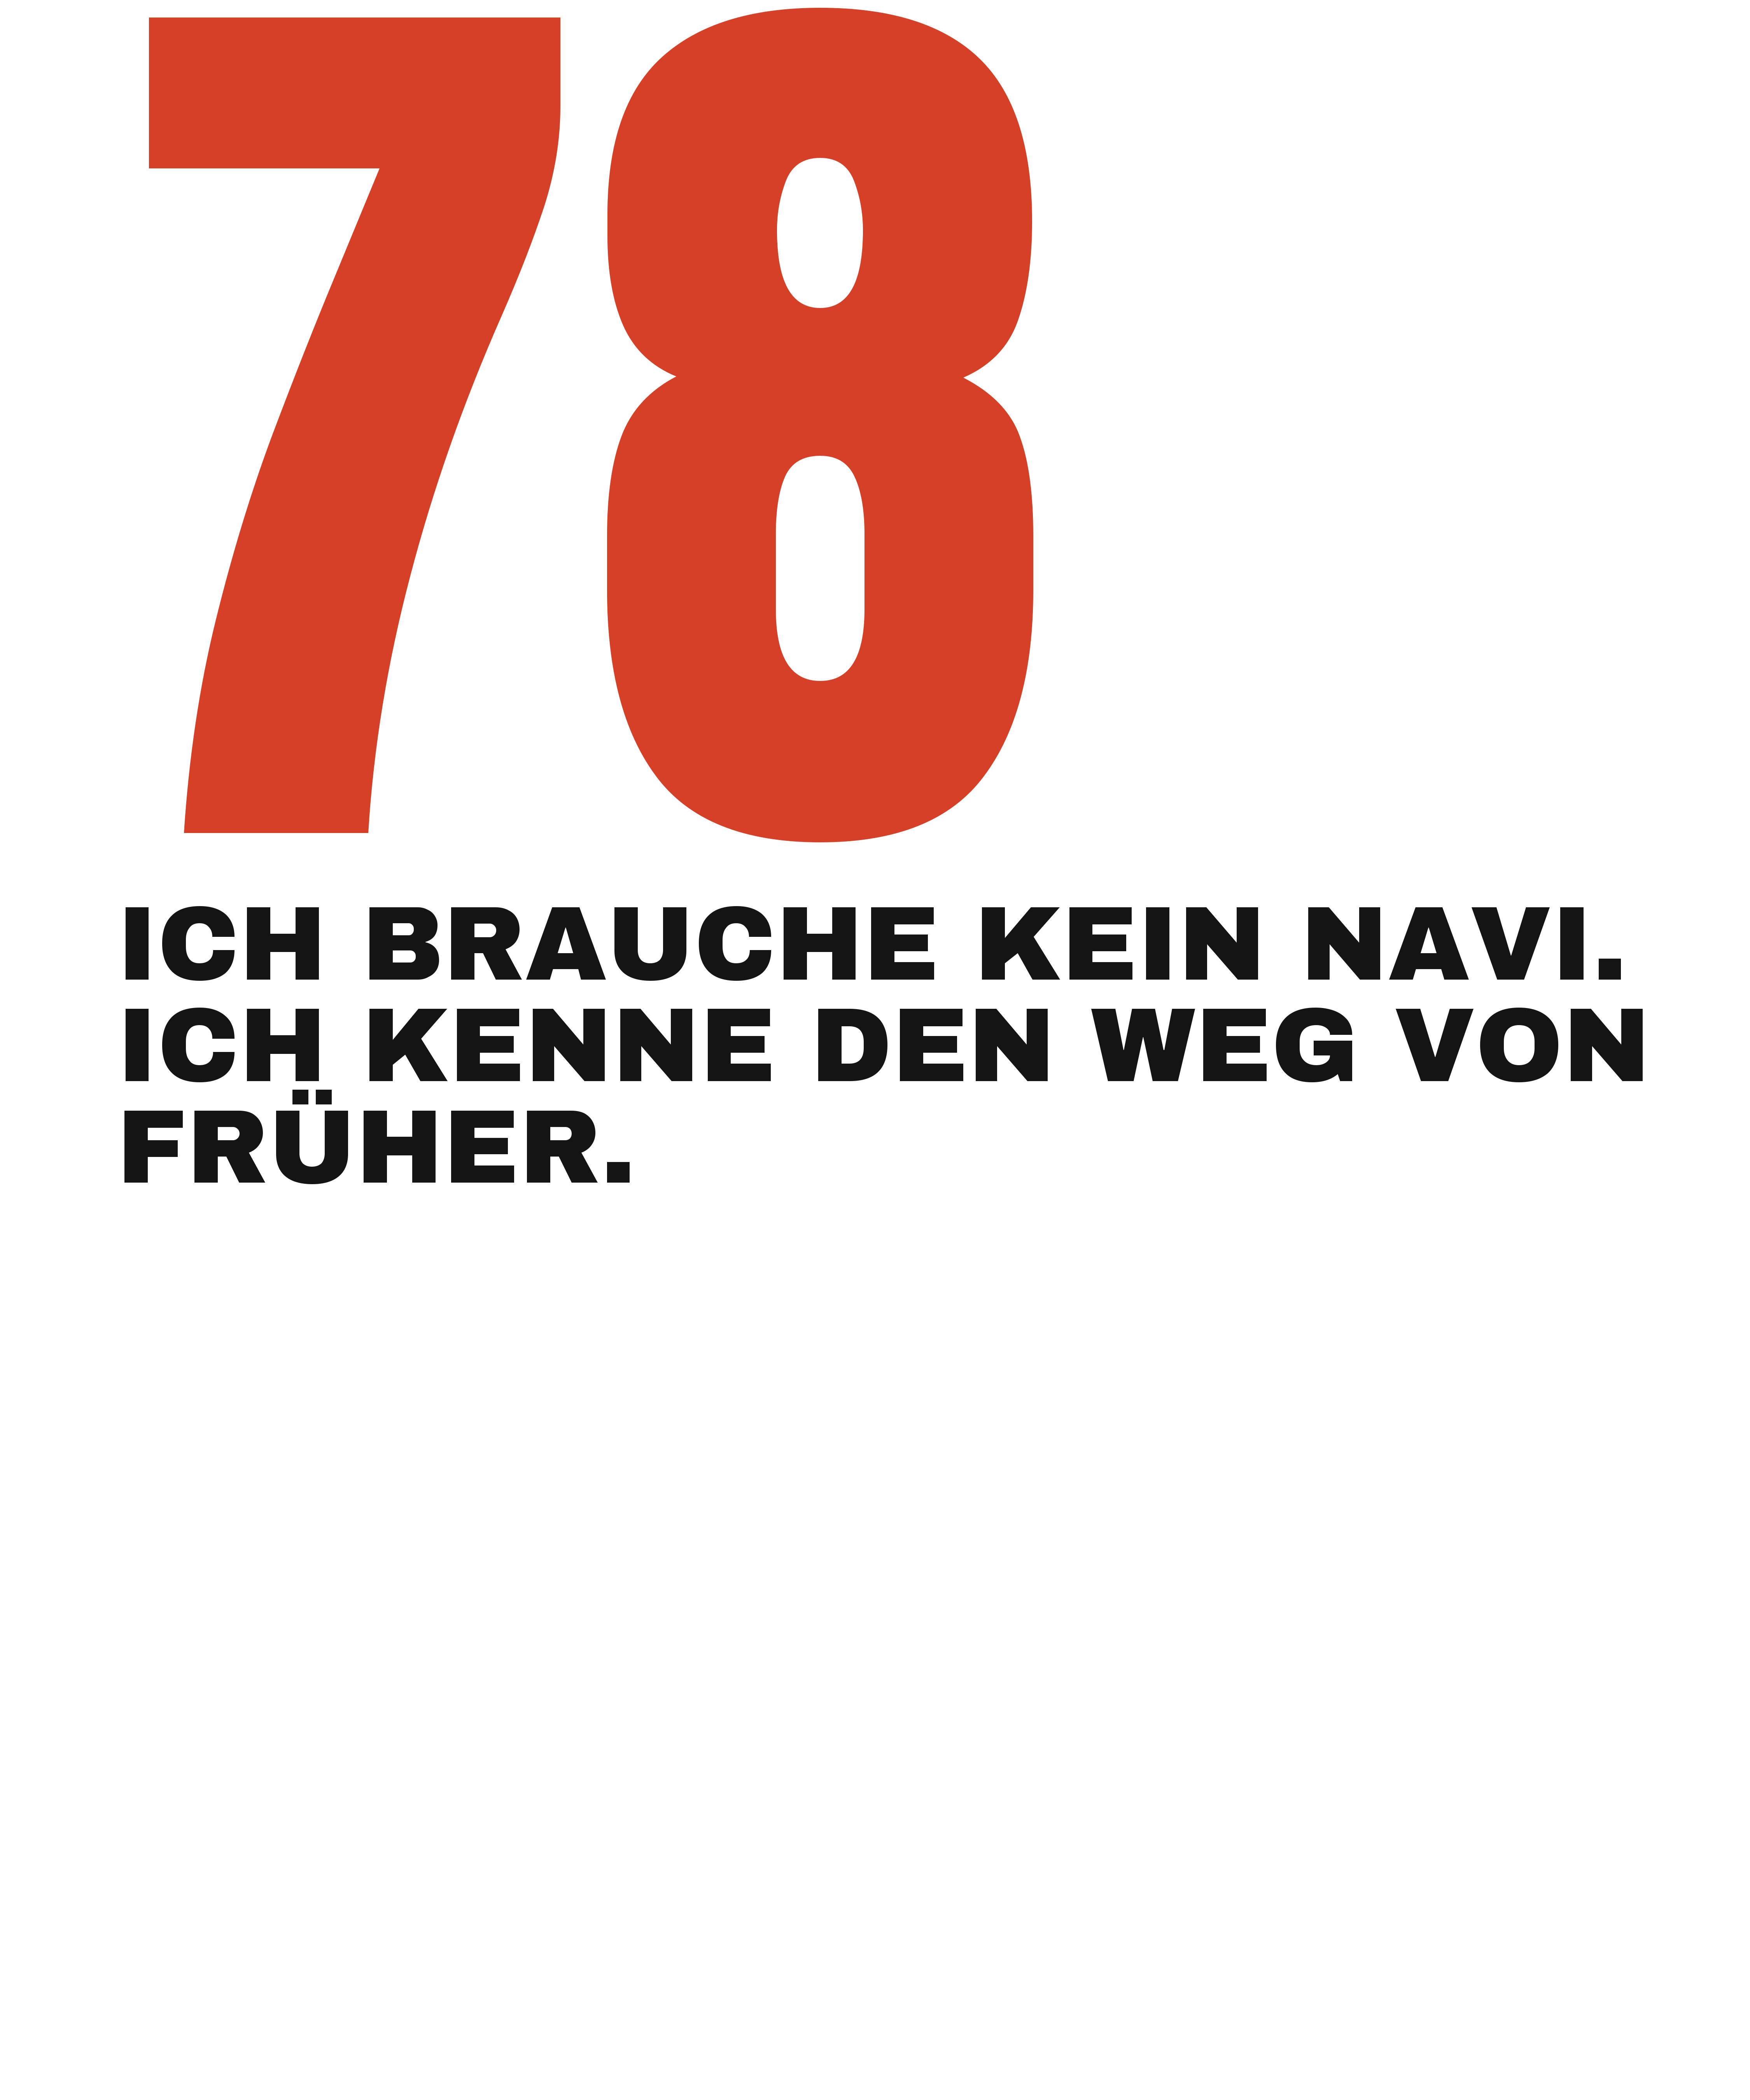 78
ICH BRAUCHE KEIN NAVI.
ICH KENNE DEN WEG VON
FRÜHER.